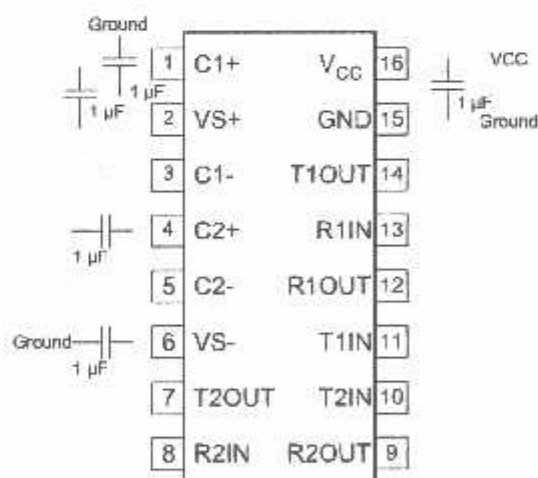 Ground
1 C1+ VCC 16 VCC
1 µF 1 µF 1 µF
2 VS+ GND 15 Ground
3 C1- T1OUT 14
4 C2+ R1IN 13
1 µF
5 C2- R1OUT 12
Ground 6 VS- T1IN 11
1 µF
7 T2OUT T2IN 10
8 R2IN R2OUT 9